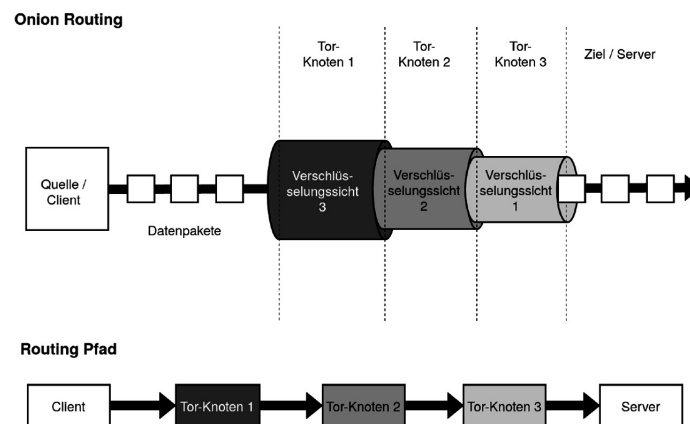 Onion Routing
Tor-
Knoten 1
Tor-
Knoten 2
Tor-
Knoten 3
Ziel / Server
Quelle /
Client
Datenpakete
Verschlüs-
selungssicht
3
Verschlüs-
selungssicht
2
Verschlüs-
selungssicht
1
Routing Pfad
Client
Tor-Knoten 1
Tor-Knoten 2
Tor-Knoten 3
Server